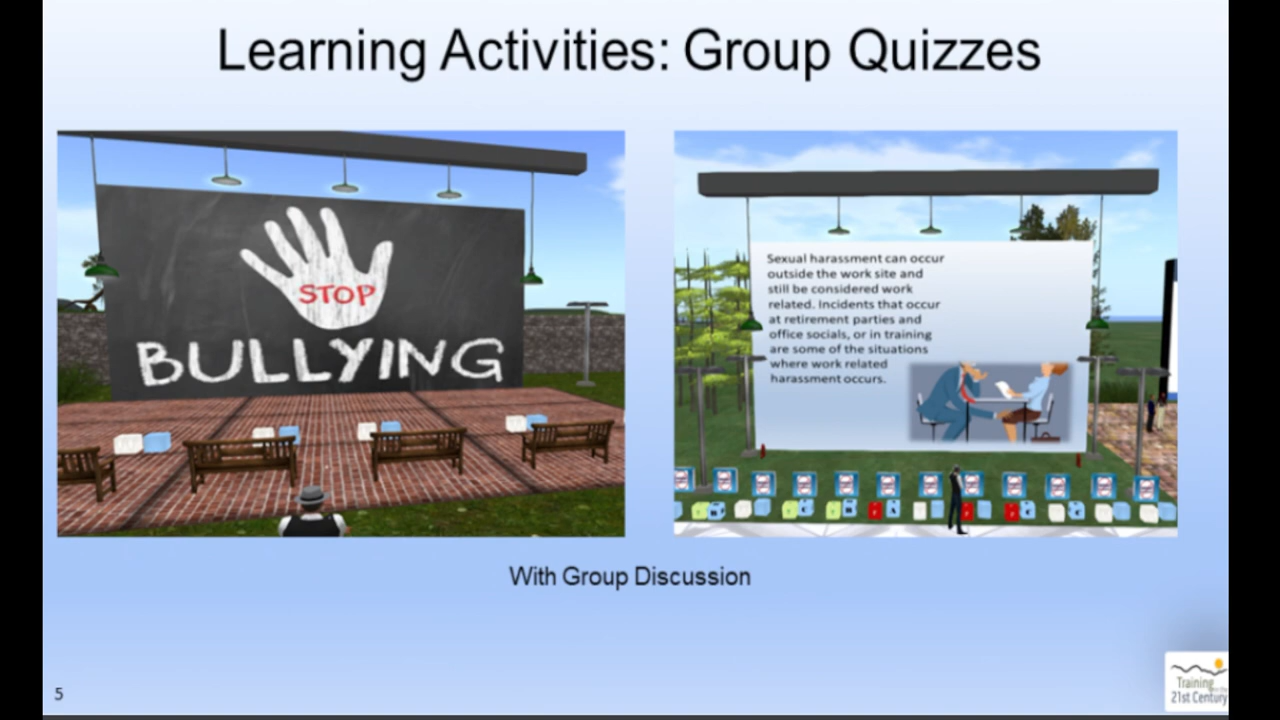 Learning Activities: Group Quizzes
STOP
BULLYING
Sexual harassment can occur
outside the work site and
still be considered work
related. Incidents that occur
at retirement parties and
office socials, or in training
are some of the situations
where work related
harassment occurs.
With Group Discussion
5
Training
21st Century